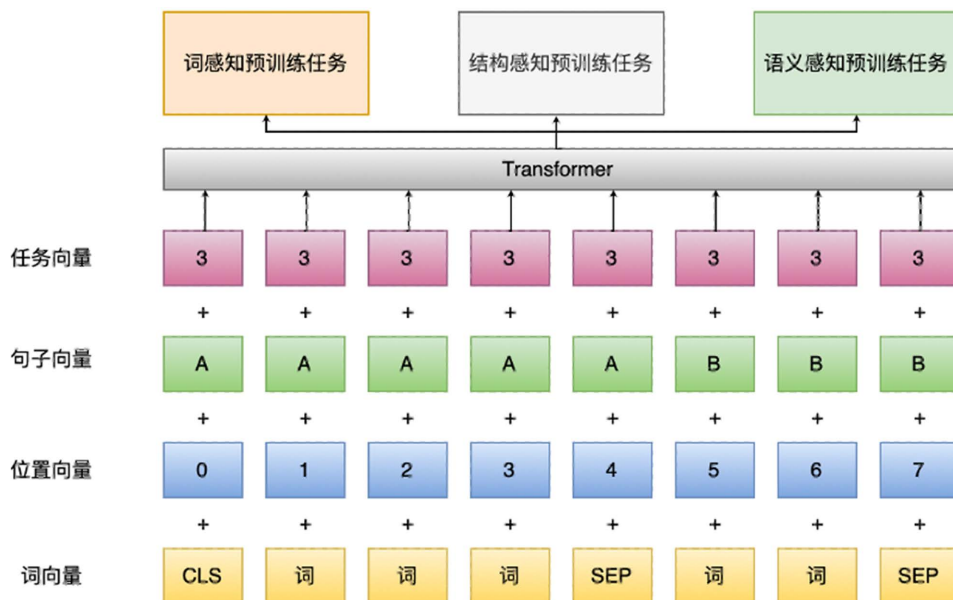 词感知预训练任务 结构感知预训练任务 语义感知预训练任务
Transformer
任务向量 3 3 3 3 3 3 3 3
+ + + + + + + +
句子向量 A A A A A B B B
+ + + + + + + +
位置向量 0 1 2 3 4 5 6 7
+ + + + + + + +
词向量 CLS 词 词 词 SEP 词 词 SEP